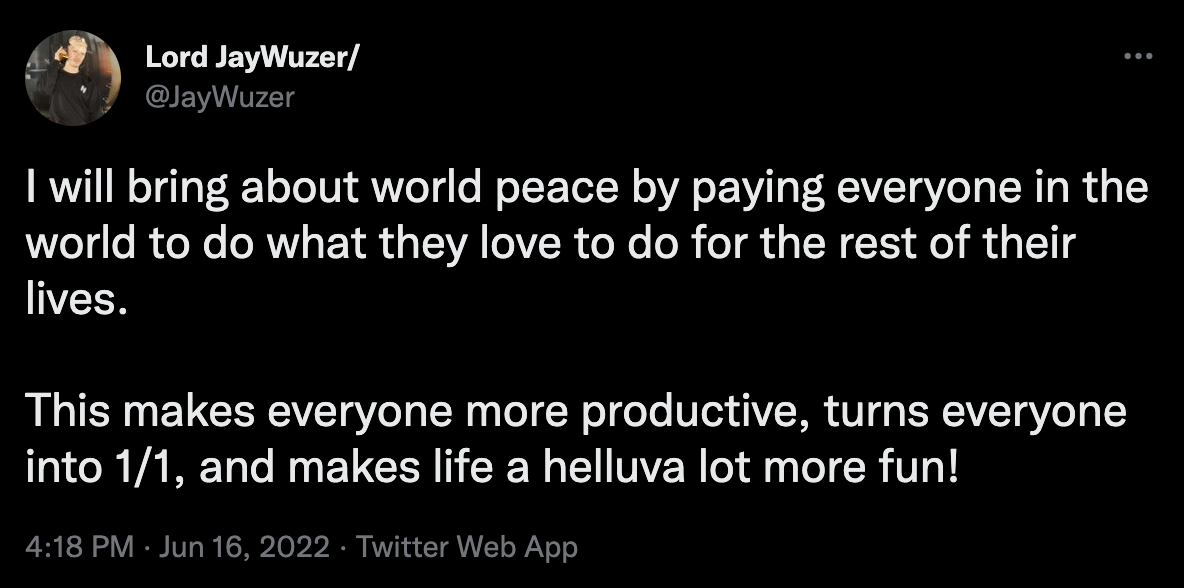 Lord JayWuzer/
@JayWuzer
I will bring about world peace by paying everyone in the
world to do what they love to do for the rest of their
lives.
This makes everyone more productive, turns everyone
into 1/1, and makes life a helluva lot more fun!
4:18 PM · Jun 16, 2022 · Twitter Web App